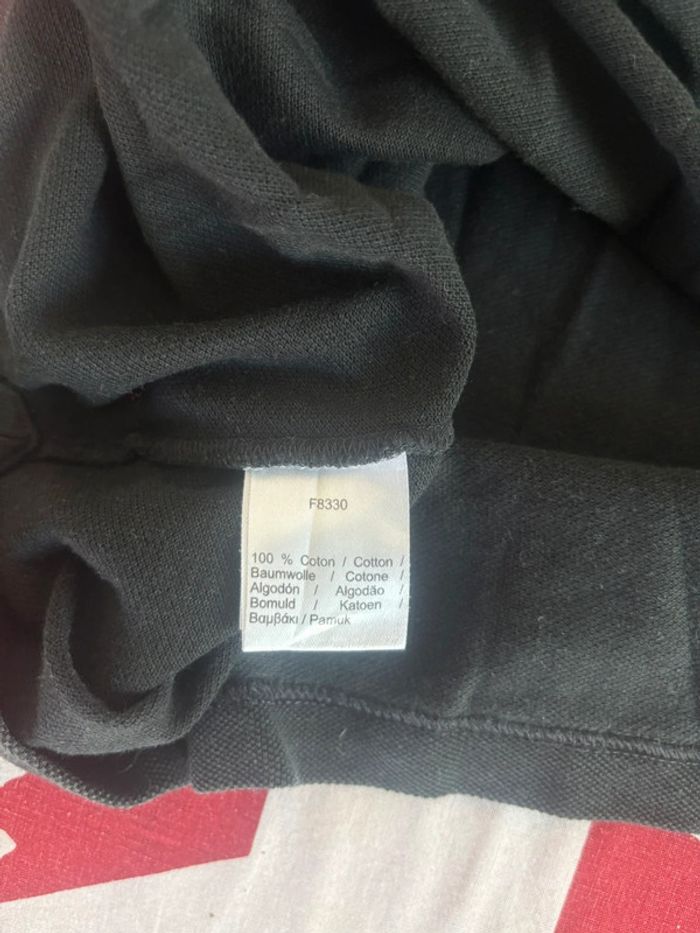 F8330
100 % Coton / Cotton /
Baumwolle / Cotone /
Algodón / Algodão /
Bomuld / Katoen /
Βαμβάκι / Pamuk